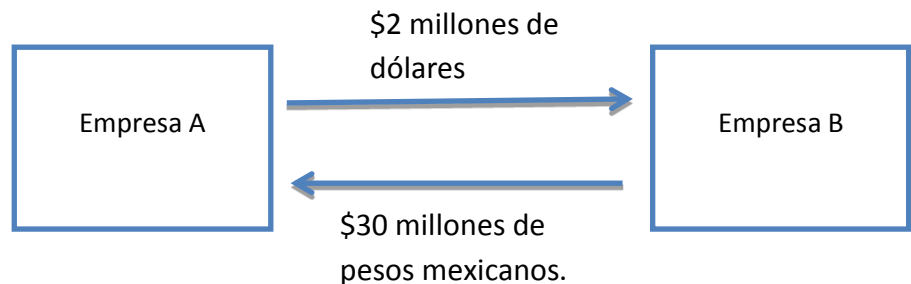 $2 millones de
dólares
Empresa A
Empresa B
$30 millones de
pesos mexicanos.